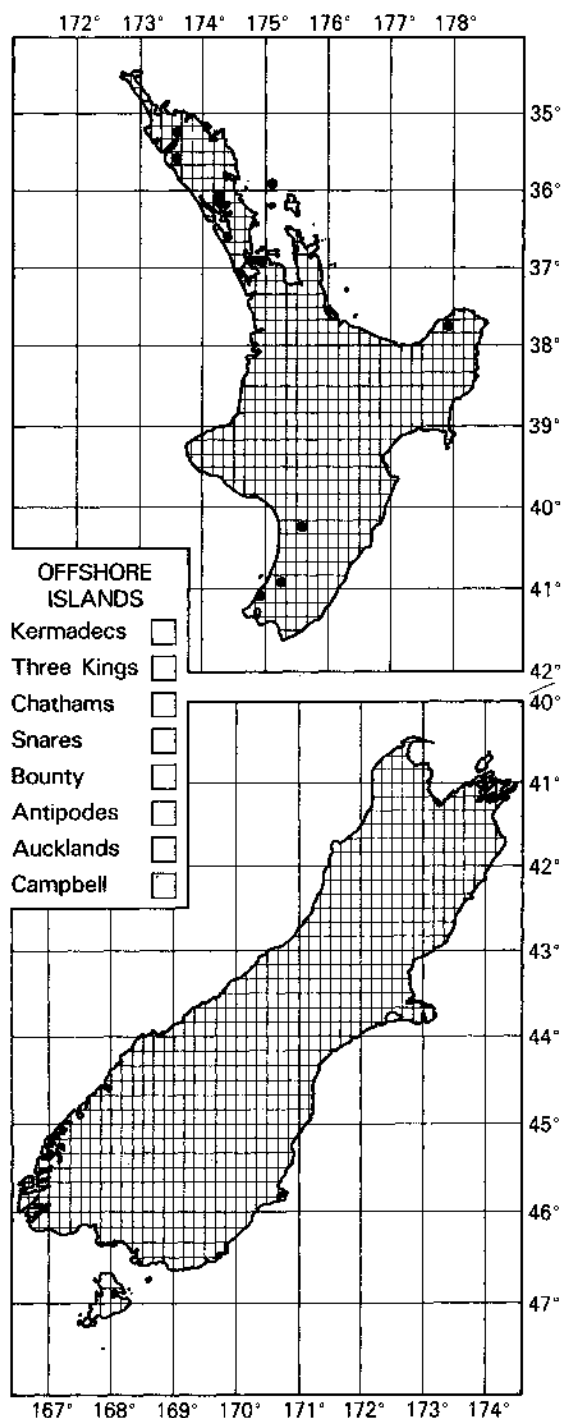 172° 173° 174° 175° 176° 177° 178°
35°
36°
37°
38°
39°
40°
41°
42°
OFFSHORE
ISLANDS
Kermadecs
Three Kings
Chathams
Snares
Bounty
Antipodes
Aucklands
Campbell
40°
41°
42°
43°
44°
45°
46°
47°
167° 168° 169° 170° 171° 172° 173° 174°